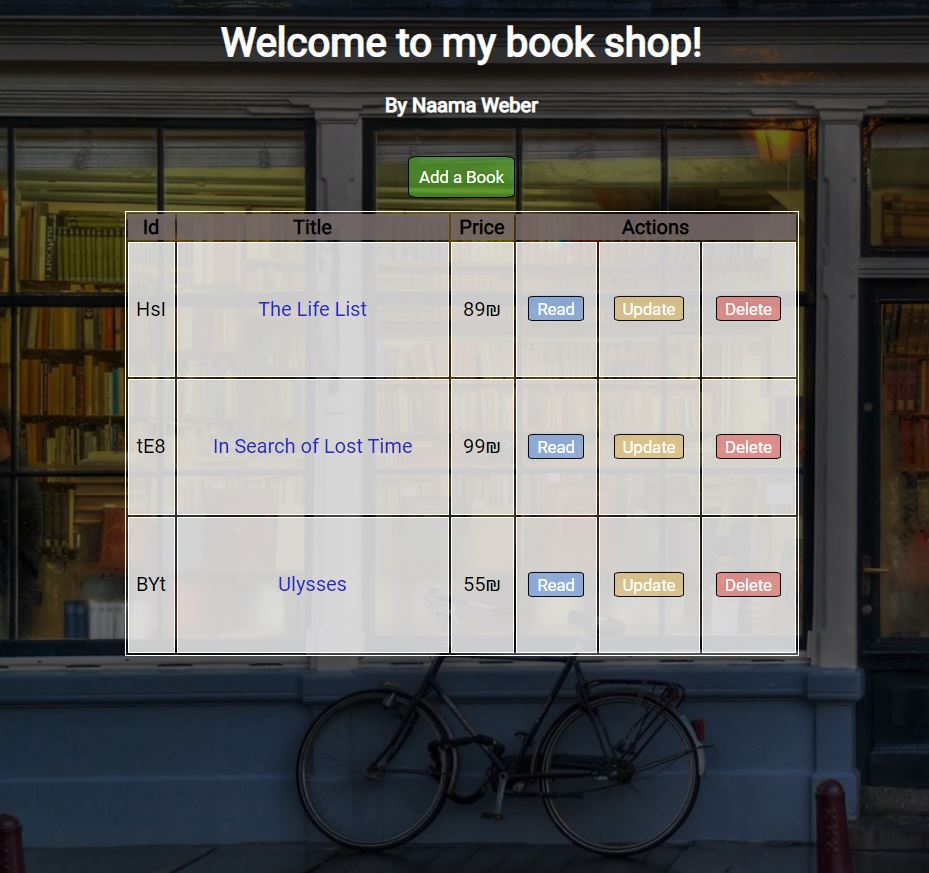 Welcome to my book shop!
By Naama Weber
Add a Book
Id Title Price Actions
HsI The Life List 89₪ Read Update Delete
tE8 In Search of Lost Time 99₪ Read Update Delete
BYt Ulysses 55₪ Read Update Delete